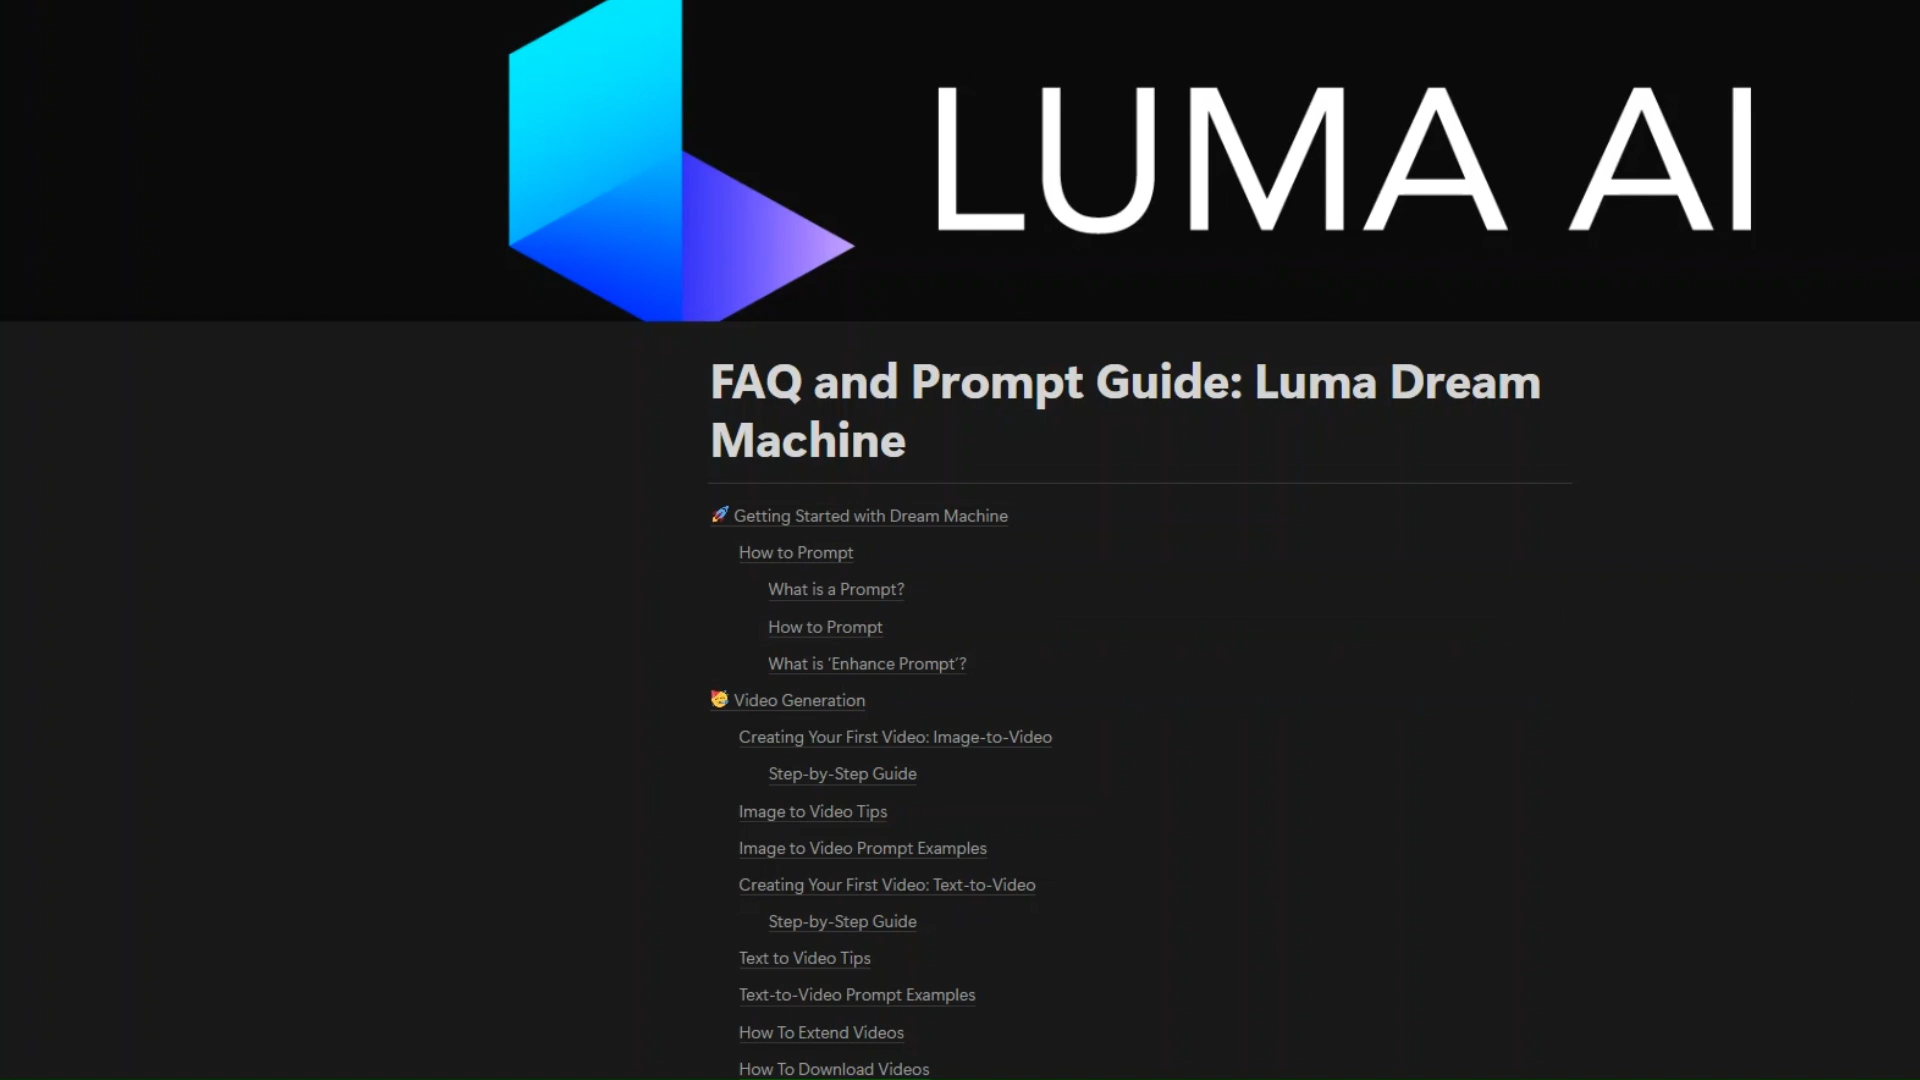 LUMA AI
FAQ and Prompt Guide: Luma Dream
Machine
🚀 Getting Started with Dream Machine
How to Prompt
What is a Prompt?
How to Prompt
What is ‘Enhance Prompt’?
🥳 Video Generation
Creating Your First Video: Image-to-Video
Step-by-Step Guide
Image to Video Tips
Image to Video Prompt Examples
Creating Your First Video: Text-to-Video
Step-by-Step Guide
Text to Video Tips
Text-to-Video Prompt Examples
How To Extend Videos
How To Download Videos